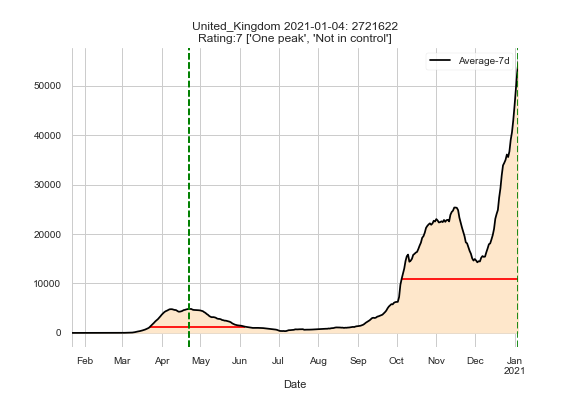 United_Kingdom 2021-01-04: 2721622
Rating:7 ['One peak', 'Not in control']
Average-7d
50000
40000
30000
20000
10000
0
Feb Mar Apr May Jun Jul Aug Sep Oct Nov Dec Jan
2021
Date